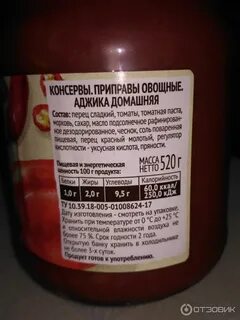 КОНСЕРВЫ. ПРИПРАВЫ ОВОЩНЫЕ.
АДЖИКА ДОМАШНЯЯ
Состав: перец сладкий, томаты, томатная паста,
морковь, сахар, масло подсолнечное рафинирован-
ное дезодорированное, чеснок, соль поваренная
пищевая, перец красный молотый, регулятор
кислотности - уксусная кислота, пряности.
Пищевая и энергетическая
ценность 100 г продукта:
Белки Жиры Углеводы Калорийность
1,0 г 2,0 г 9,5 г 60,0 ккал/
250,0 кДж
МАССА
НЕТТО 520 г
ТУ 10.39.18-005-01008624-17
Дату изготовления - смотреть на упаковке.
Хранить при температуре от 0 °С до +25 °С
и относительной влажности воздуха не
более 75 %. Срок годности 2 года.
Открытую банку хранить в холодильнике
не более 3-х суток.
Продукт готов к употреблению.
ОТЗОВИК